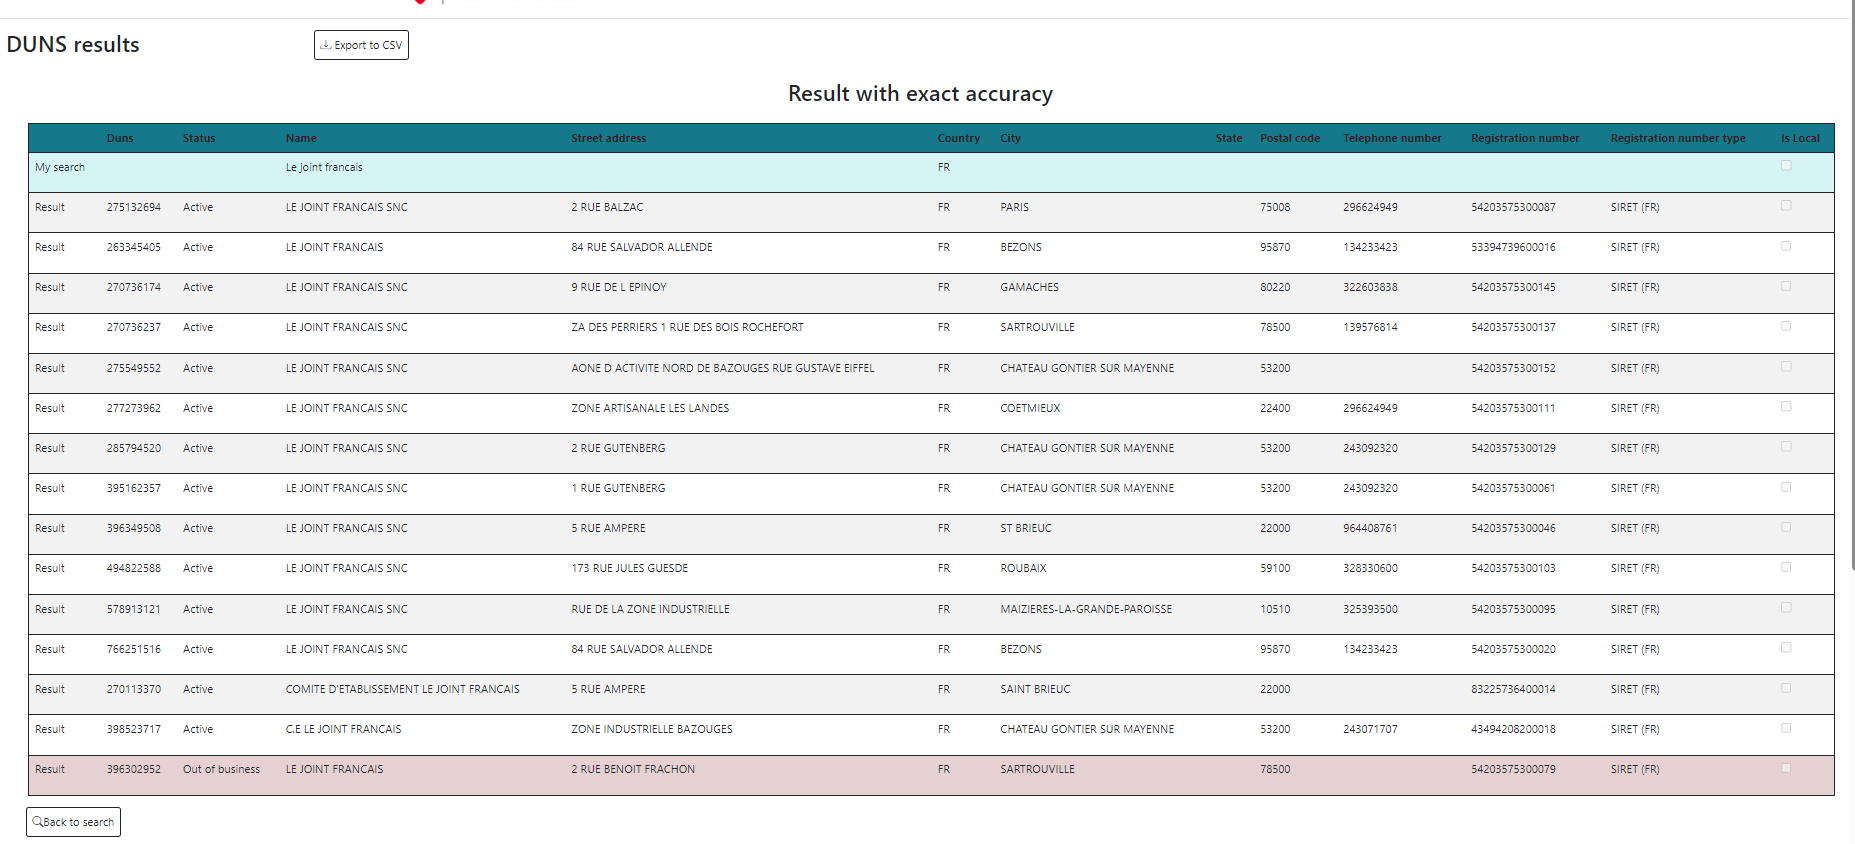 DUNS results
Export to CSV
Result with exact accuracy
Duns Status Name Street address Country City State Postal code Telephone number Registration number Registration number type Is Local
My search Le joint francais FR
Result 275132694 Active LE JOINT FRANCAIS SNC 2 RUE BALZAC FR PARIS 75008 296624949 54203575300087 SIRET (FR)
Result 263345405 Active LE JOINT FRANCAIS 84 RUE SALVADOR ALLENDE FR BEZONS 95870 134233423 53394739600016 SIRET (FR)
Result 270736174 Active LE JOINT FRANCAIS SNC 9 RUE DE L EPINOY FR GAMACHES 80220 322603838 54203575300145 SIRET (FR)
Result 270736237 Active LE JOINT FRANCAIS SNC ZA DES PERRIERS 1 RUE DES BOIS ROCHEFORT FR SARTROUVILLE 78500 139576814 54203575300137 SIRET (FR)
Result 275549552 Active LE JOINT FRANCAIS SNC AONE D ACTIVITE NORD DE BAZOUGES RUE GUSTAVE EIFFEL FR CHATEAU GONTIER SUR MAYENNE 53200 54203575300152 SIRET (FR)
Result 277273962 Active LE JOINT FRANCAIS SNC ZONE ARTISANALE LES LANDES FR COETMIEUX 22400 296624949 54203575300111 SIRET (FR)
Result 285794520 Active LE JOINT FRANCAIS SNC 2 RUE GUTENBERG FR CHATEAU GONTIER SUR MAYENNE 53200 243092320 54203575300129 SIRET (FR)
Result 395162357 Active LE JOINT FRANCAIS SNC 1 RUE GUTENBERG FR CHATEAU GONTIER SUR MAYENNE 53200 243092320 54203575300061 SIRET (FR)
Result 396349508 Active LE JOINT FRANCAIS SNC 5 RUE AMPERE FR ST BRIEUC 22000 964408761 54203575300046 SIRET (FR)
Result 494822588 Active LE JOINT FRANCAIS SNC 173 RUE JULES GUESDE FR ROUBAIX 59100 328330600 54203575300103 SIRET (FR)
Result 578913121 Active LE JOINT FRANCAIS SNC RUE DE LA ZONE INDUSTRIELLE FR MAIZIERES-LA-GRANDE-PAROISSE 10510 325393500 54203575300095 SIRET (FR)
Result 766251516 Active LE JOINT FRANCAIS SNC 84 RUE SALVADOR ALLENDE FR BEZONS 95870 134233423 54203575300020 SIRET (FR)
Result 270113370 Active COMITE D'ETABLISSEMENT LE JOINT FRANCAIS 5 RUE AMPERE FR SAINT BRIEUC 22000 83225736400014 SIRET (FR)
Result 398523717 Active C.E LE JOINT FRANCAIS ZONE INDUSTRIELLE BAZOUGES FR CHATEAU GONTIER SUR MAYENNE 53200 243071707 43494208200018 SIRET (FR)
Result 396302952 Out of business LE JOINT FRANCAIS 2 RUE BENOIT FRACHON FR SARTROUVILLE 78500 54203575300079 SIRET (FR)
Back to search